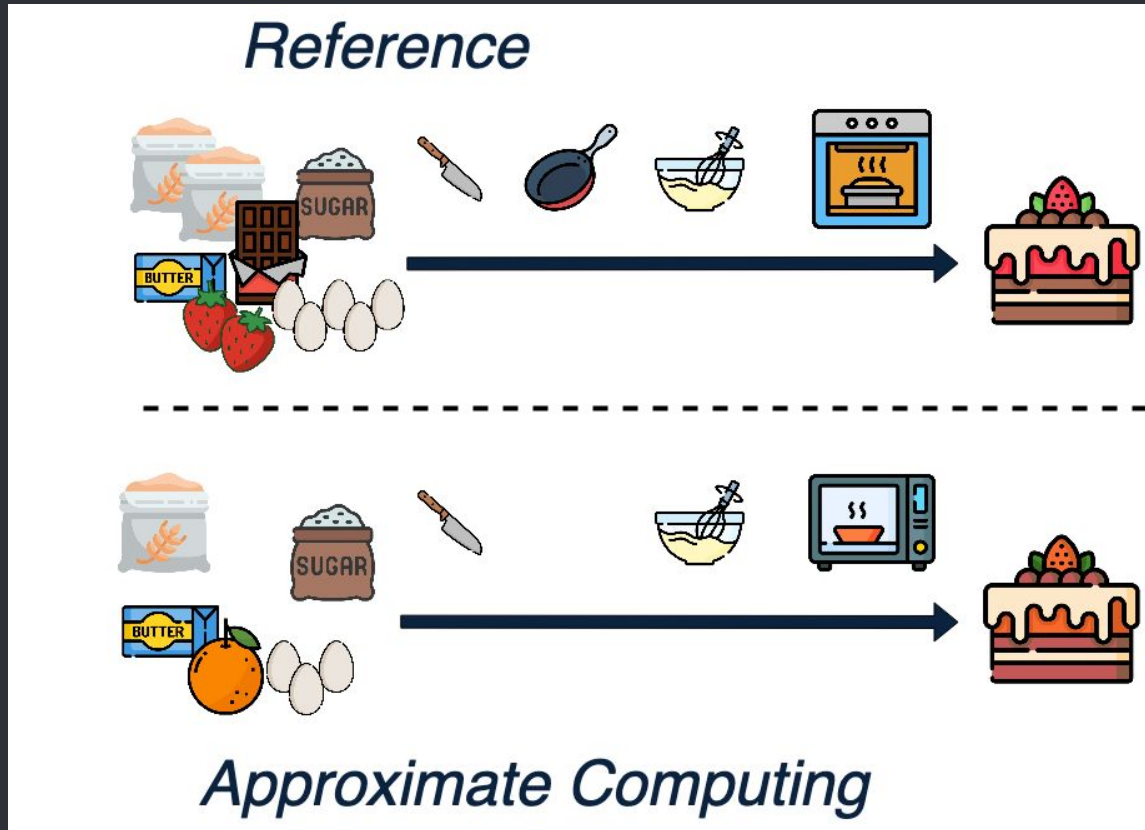 Reference
SUGAR
BUTTER
SUGAR
BUTTER
Approximate Computing